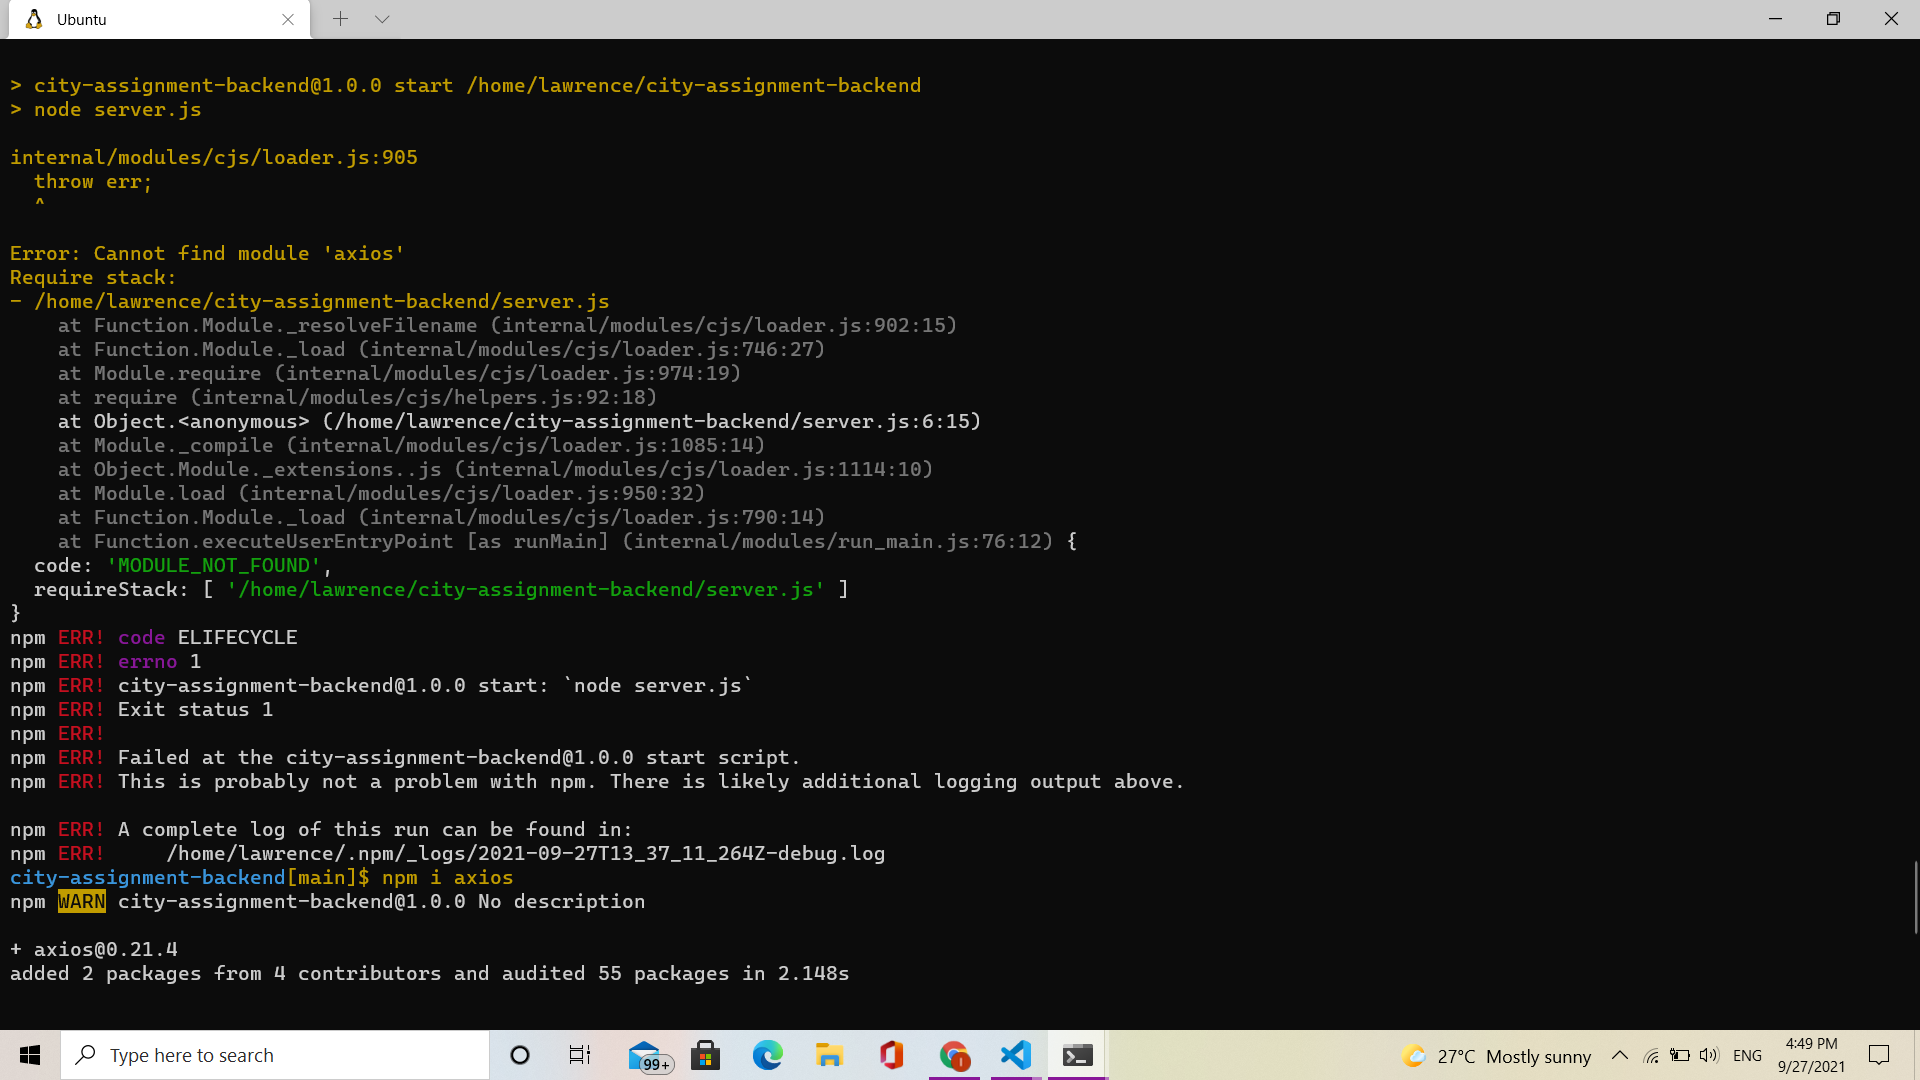 Ubuntu
> city-assignment-backend@1.0.0 start /home/lawrence/city-assignment-backend
> node server.js
internal/modules/cjs/loader.js:905
  throw err;
  ^
Error: Cannot find module 'axios'
Require stack:
- /home/lawrence/city-assignment-backend/server.js
    at Function.Module._resolveFilename (internal/modules/cjs/loader.js:902:15)
    at Function.Module._load (internal/modules/cjs/loader.js:746:27)
    at Module.require (internal/modules/cjs/loader.js:974:19)
    at require (internal/modules/cjs/helpers.js:92:18)
    at Object.<anonymous> (/home/lawrence/city-assignment-backend/server.js:6:15)
    at Module._compile (internal/modules/cjs/loader.js:1085:14)
    at Object.Module._extensions..js (internal/modules/cjs/loader.js:1114:10)
    at Module.load (internal/modules/cjs/loader.js:950:32)
    at Function.Module._load (internal/modules/cjs/loader.js:790:14)
    at Function.executeUserEntryPoint [as runMain] (internal/modules/run_main.js:76:12) {
  code: 'MODULE_NOT_FOUND',
  requireStack: [ '/home/lawrence/city-assignment-backend/server.js' ]
}
npm ERR! code ELIFECYCLE
npm ERR! errno 1
npm ERR! city-assignment-backend@1.0.0 start: `node server.js`
npm ERR! Exit status 1
npm ERR!
npm ERR! Failed at the city-assignment-backend@1.0.0 start script.
npm ERR! This is probably not a problem with npm. There is likely additional logging output above.
npm ERR! A complete log of this run can be found in:
npm ERR!     /home/lawrence/.npm/_logs/2021-09-27T13_37_11_264Z-debug.log
city-assignment-backend[main]$ npm i axios
npm WARN city-assignment-backend@1.0.0 No description
+ axios@0.21.4
added 2 packages from 4 contributors and audited 55 packages in 2.148s
Type here to search
99+
27°C Mostly sunny
ENG
4:49 PM
9/27/2021